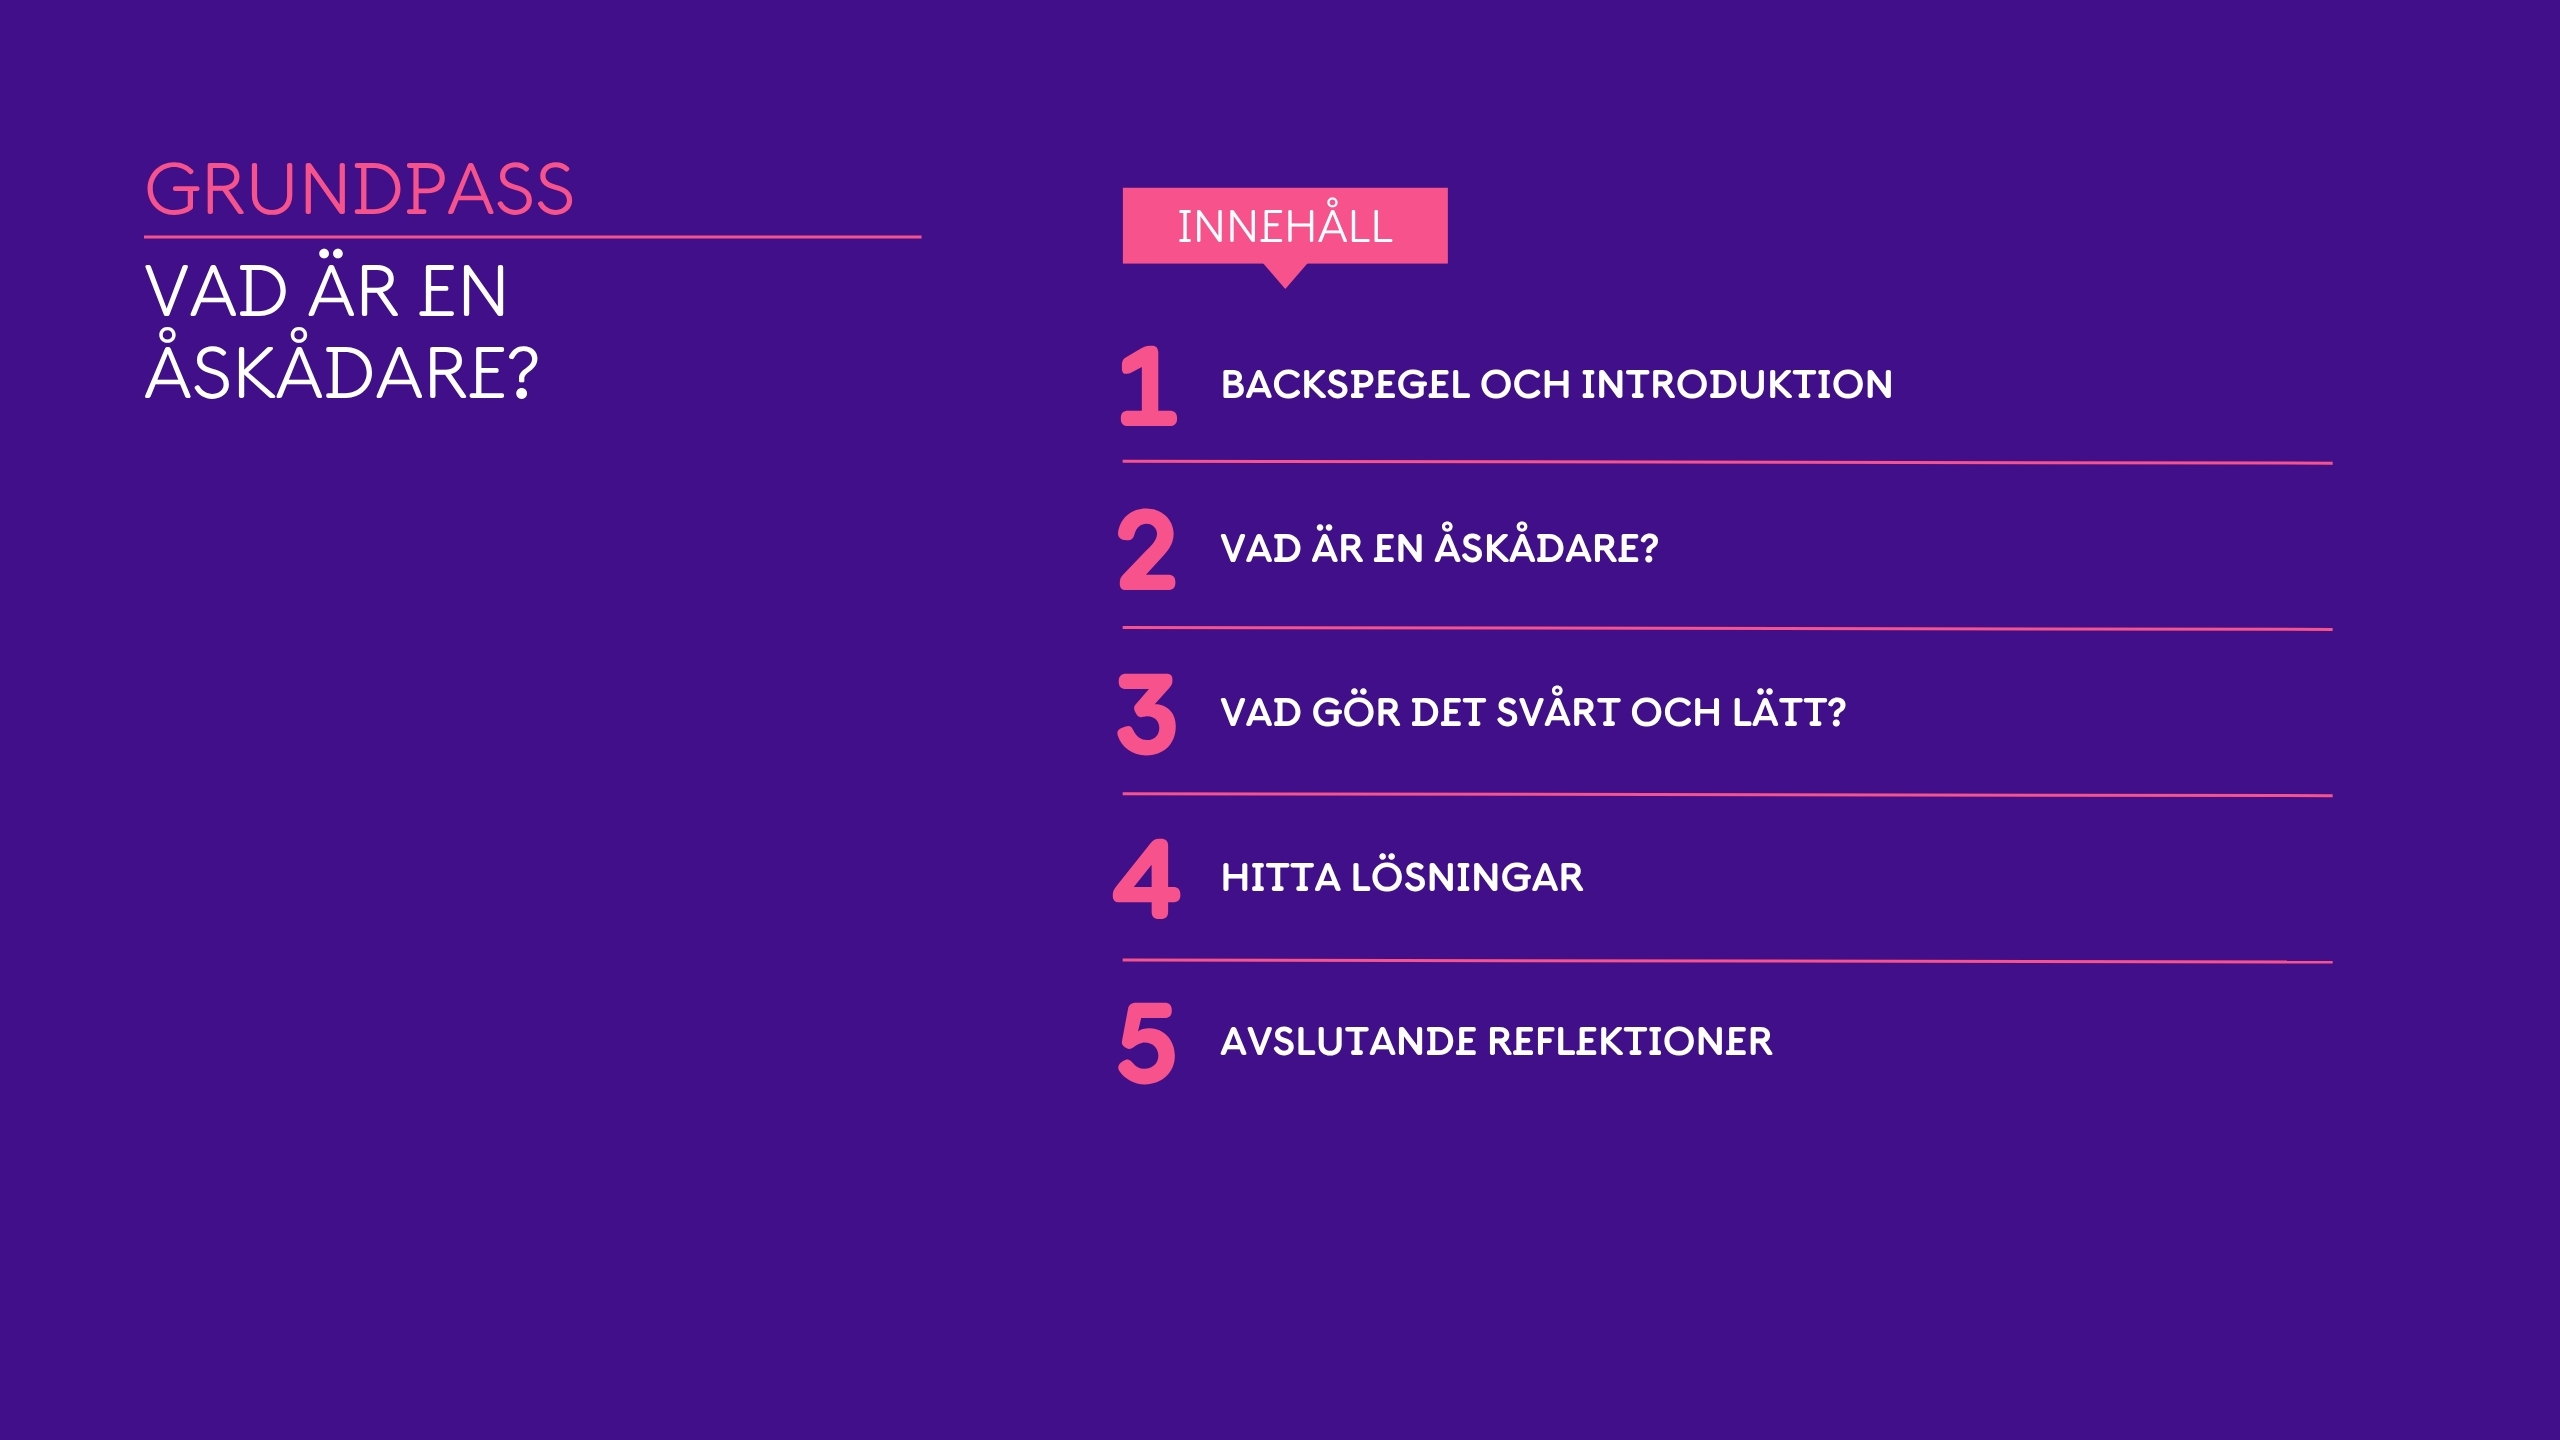 GRUNDPASS
VAD ÄR EN
ÅSKÅDARE?
INNEHÅLL
1 BACKSPEGEL OCH INTRODUKTION
2 VAD ÄR EN ÅSKÅDARE?
3 VAD GÖR DET SVÅRT OCH LÄTT?
4 HITTA LÖSNINGAR
5 AVSLUTANDE REFLEKTIONER